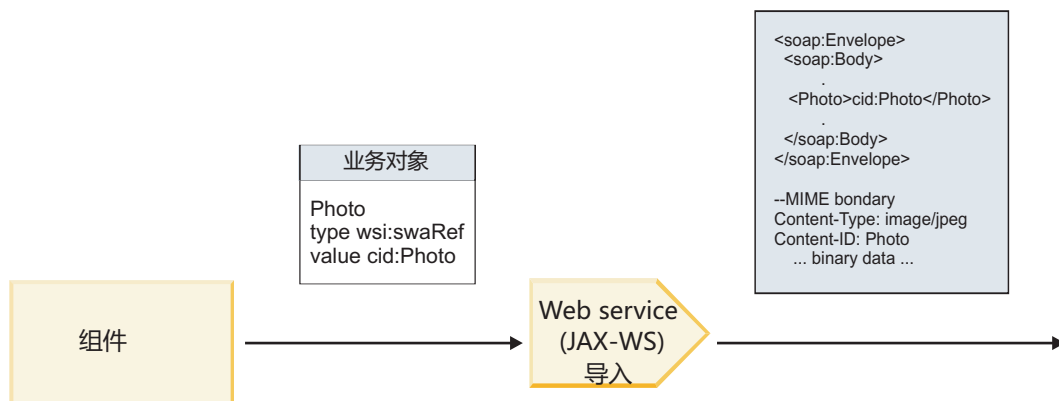 <soap:Envelope>
<soap:Body>
.
<Photo>cid:Photo</Photo>
.
</soap:Body>
</soap:Envelope>
--MIME bondary
Content-Type: image/jpeg
Content-ID: Photo
... binary data ...
业务对象
Photo
type wsi:swaRef
value cid:Photo
组件
Web service
(JAX-WS)
导入